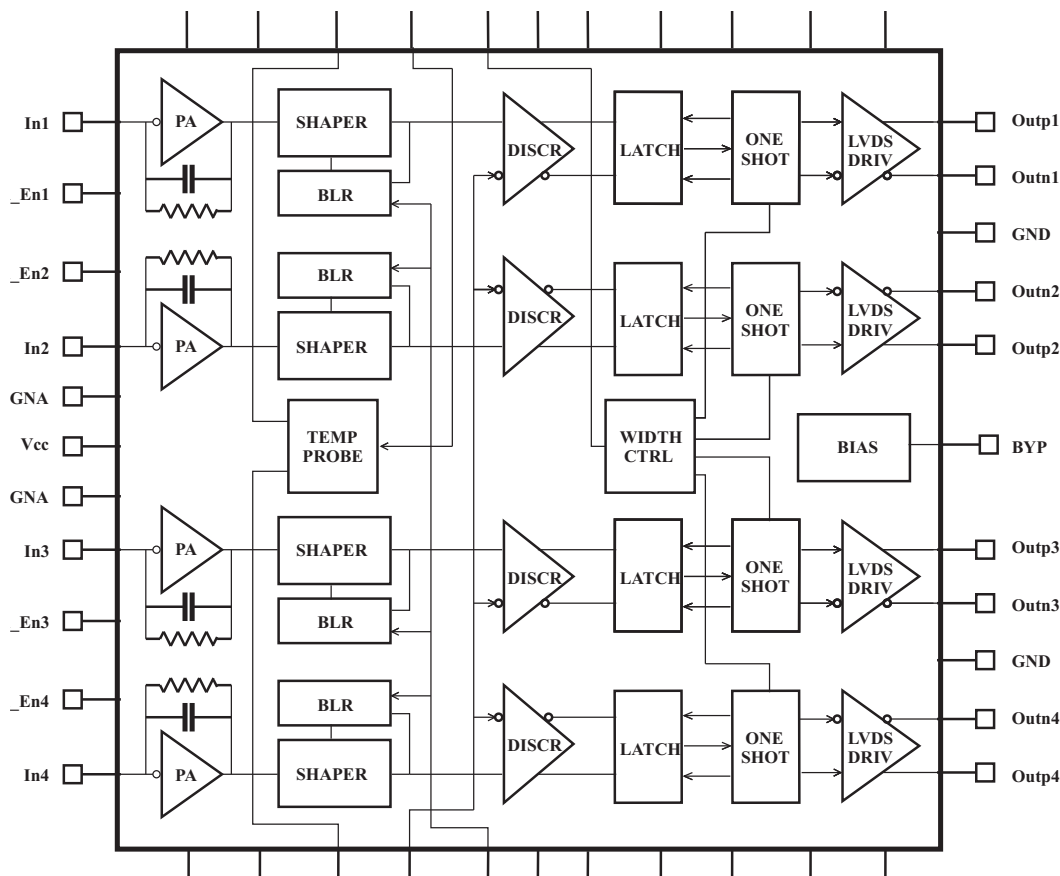 In1
PA
SHAPER
DISCR
LATCH
ONE
SHOT
LVDS
DRIV
Outp1
_En1
BLR
Outn1
GND
_En2
BLR
DISCR
LATCH
ONE
SHOT
LVDS
DRIV
Outn2
In2
PA
SHAPER
Outp2
GNA
Vcc
TEMP
PROBE
WIDTH
CTRL
BIAS
BYP
GNA
In3
PA
SHAPER
DISCR
LATCH
ONE
SHOT
LVDS
DRIV
Outp3
_En3
BLR
Outn3
GND
_En4
BLR
DISCR
LATCH
ONE
SHOT
LVDS
DRIV
Outn4
In4
PA
SHAPER
Outp4